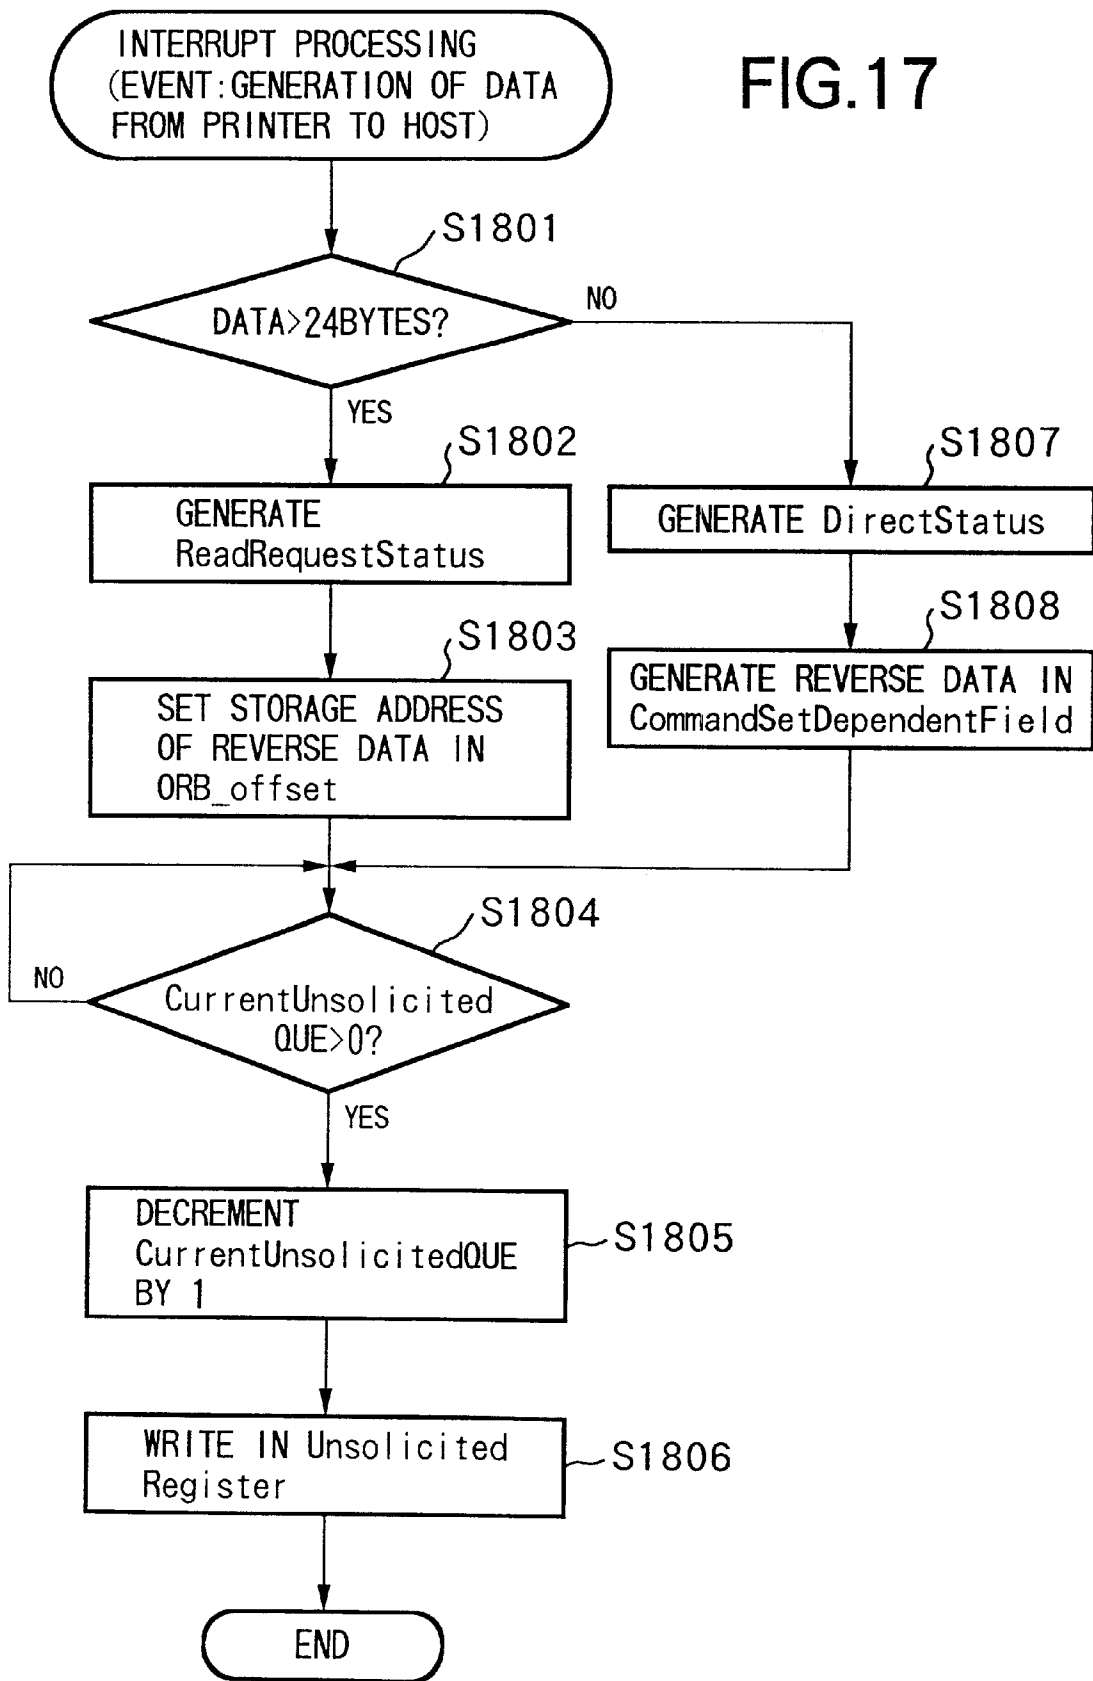 INTERRUPT PROCESSING
(EVENT:GENERATION OF DATA
FROM PRINTER TO HOST)
FIG.17
S1801
DATA>24BYTES?
NO
YES
S1802
GENERATE
ReadRequestStatus
S1807
GENERATE DirectStatus
S1803
SET STORAGE ADDRESS
OF REVERSE DATA IN
ORB_offset
S1808
GENERATE REVERSE DATA IN
CommandSetDependentField
S1804
CurrentUnsolicited
QUE>0?
NO
YES
DECREMENT
CurrentUnsolicitedQUE
BY 1
S1805
WRITE IN Unsolicited
Register
S1806
END